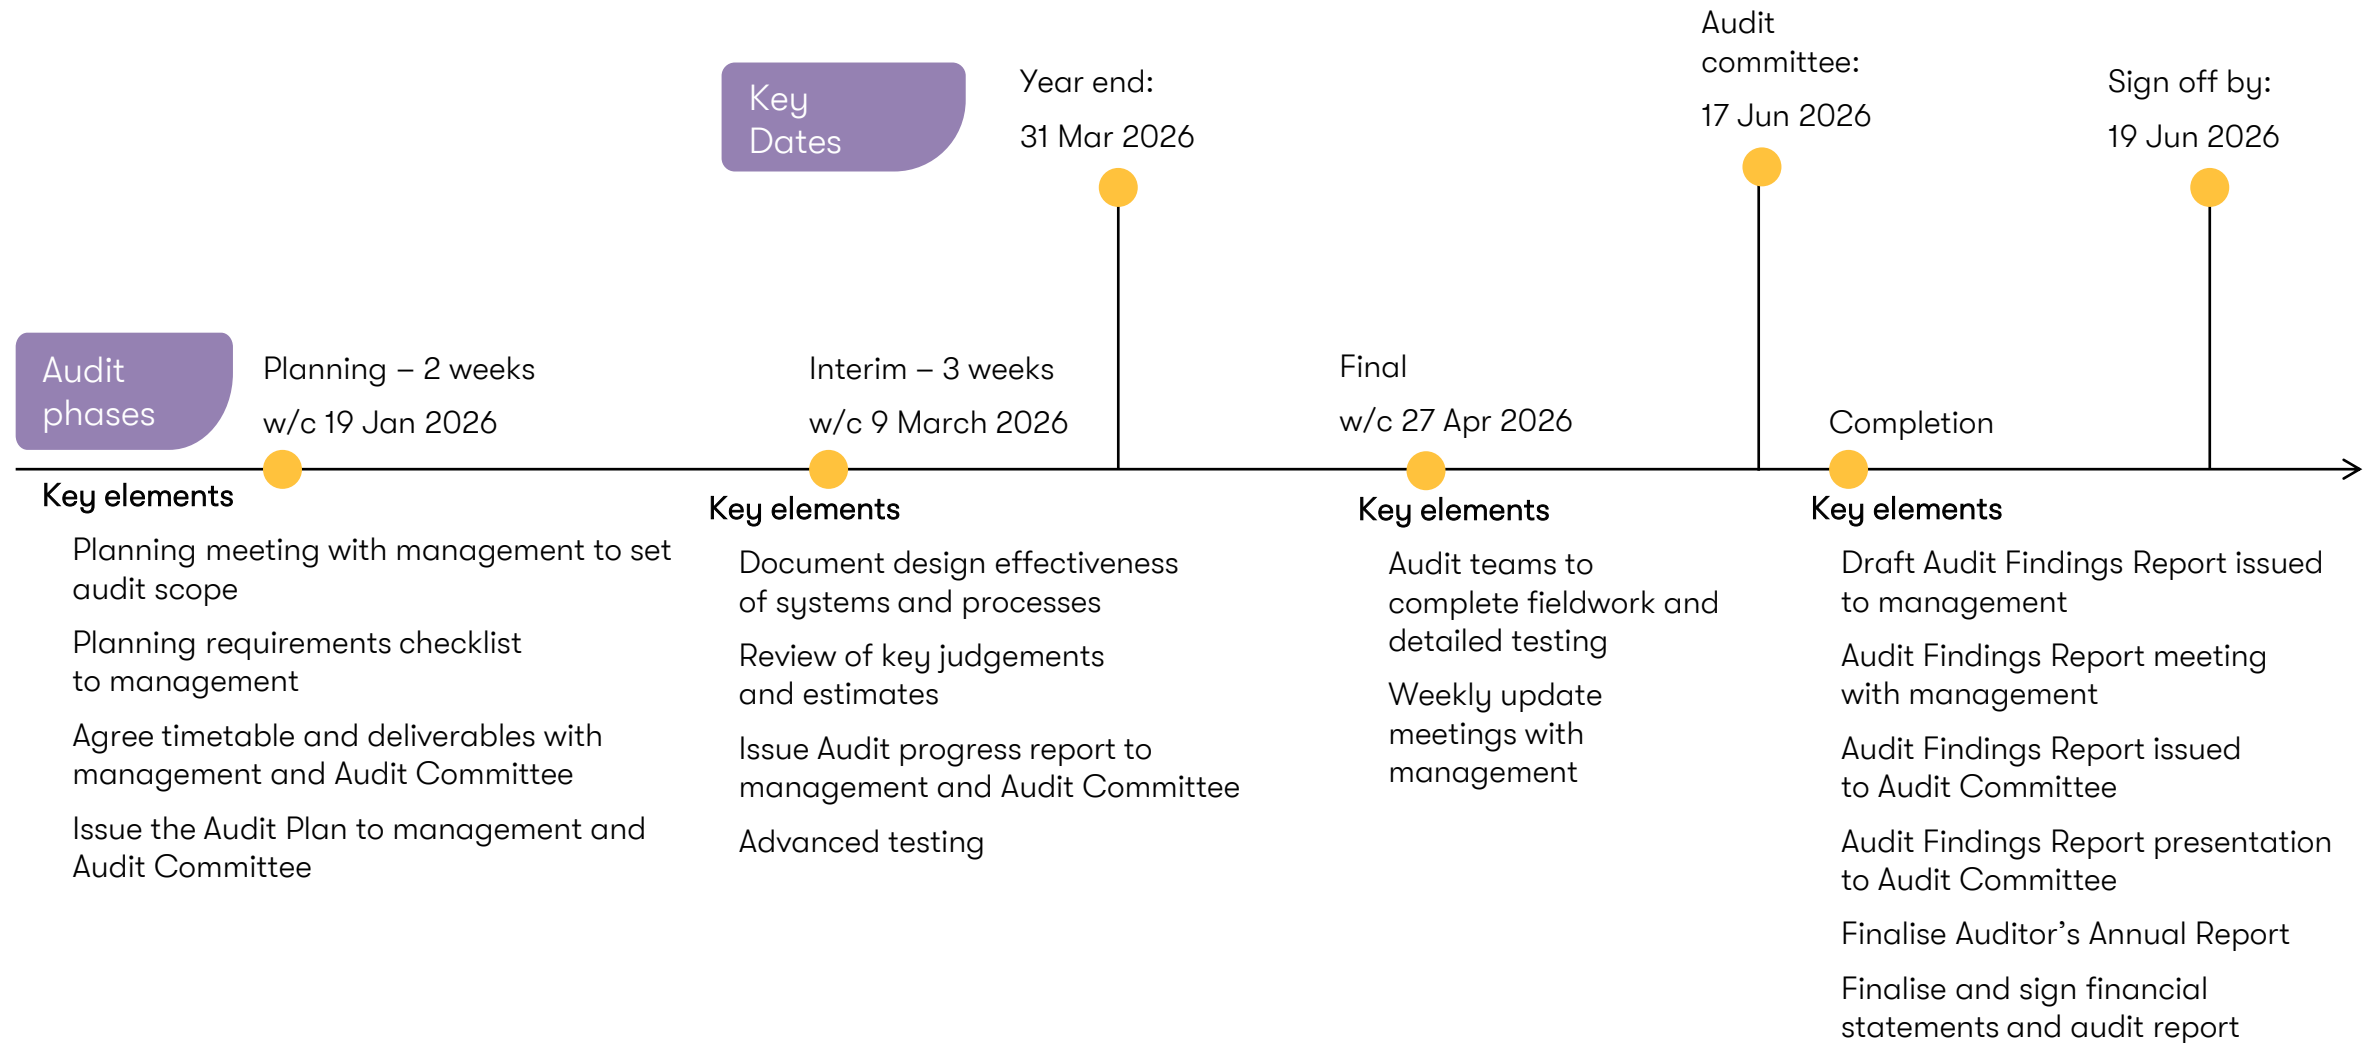 Key
Dates
Year end:
31 Mar 2026
Audit
committee:
17 Jun 2026
Sign off by:
19 Jun 2026
Audit
phases
Planning – 2 weeks
w/c 19 Jan 2026
Interim – 3 weeks
w/c 9 March 2026
Final
w/c 27 Apr 2026
Completion
Key elements
Planning meeting with management to set
audit scope
Planning requirements checklist
to management
Agree timetable and deliverables with
management and Audit Committee
Issue the Audit Plan to management and
Audit Committee
Key elements
Document design effectiveness
of systems and processes
Review of key judgements
and estimates
Issue Audit progress report to
management and Audit Committee
Advanced testing
Key elements
Audit teams to
complete fieldwork and
detailed testing
Weekly update
meetings with
management
Key elements
Draft Audit Findings Report issued
to management
Audit Findings Report meeting
with management
Audit Findings Report issued
to Audit Committee
Audit Findings Report presentation
to Audit Committee
Finalise Auditor’s Annual Report
Finalise and sign financial
statements and audit report